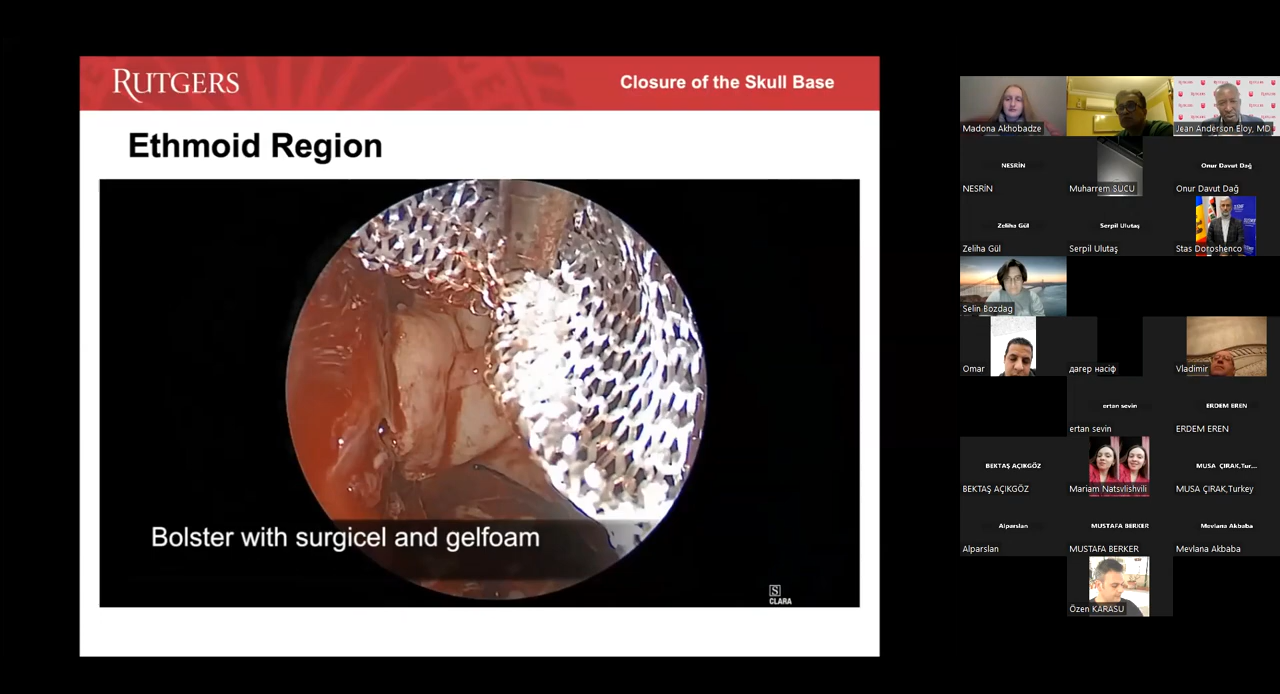 RUTGERS
Closure of the Skull Base
Ethmoid Region
Bolster with surgicel and gelfoam
S
CLARA
Madona Akhobadze
Jean Anderson Eloy, MD
NESRİN
NESRİN
Muharrem SUCU
Onur Davut Dağ
Onur Davut Dağ
Zeliha Gül
Zeliha Gül
Serpil Ulutaş
Serpil Ulutaş
Stas Doroshenco
Selin Bozdag
Omar
дагер насіф
Vladimir
ertan sevin
ertan sevin
ERDEM EREN
ERDEM EREN
BEKTAŞ AÇIKGÖZ
BEKTAŞ AÇIKGÖZ
Mariam Natsvlishvili
MUSA ÇIRAK,Tur...
MUSA ÇIRAK,Turkey
Alparslan
Alparslan
MUSTAFA BERKER
MUSTAFA BERKER
Mevlana Akbaba
Mevlana Akbaba
Özen KARASU